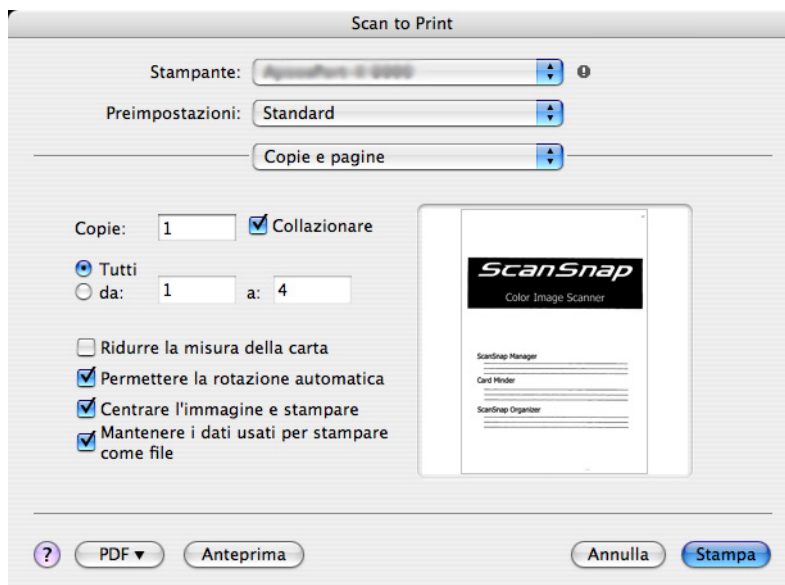 Scan to Print
Stampante:
Preimpostazioni: Standard
Copie e pagine
Copie: 1 Collazionare
Tutti
da: 1 a: 4
Ridurre la misura della carta
Permettere la rotazione automatica
Centrare l'immagine e stampare
Mantenere i dati usati per stampare
come file
ScanSnap
Color Image Scanner
ScanSnap Manager
Card Minder
ScanSnap Organizer
? PDF Anteprima Annulla Stampa